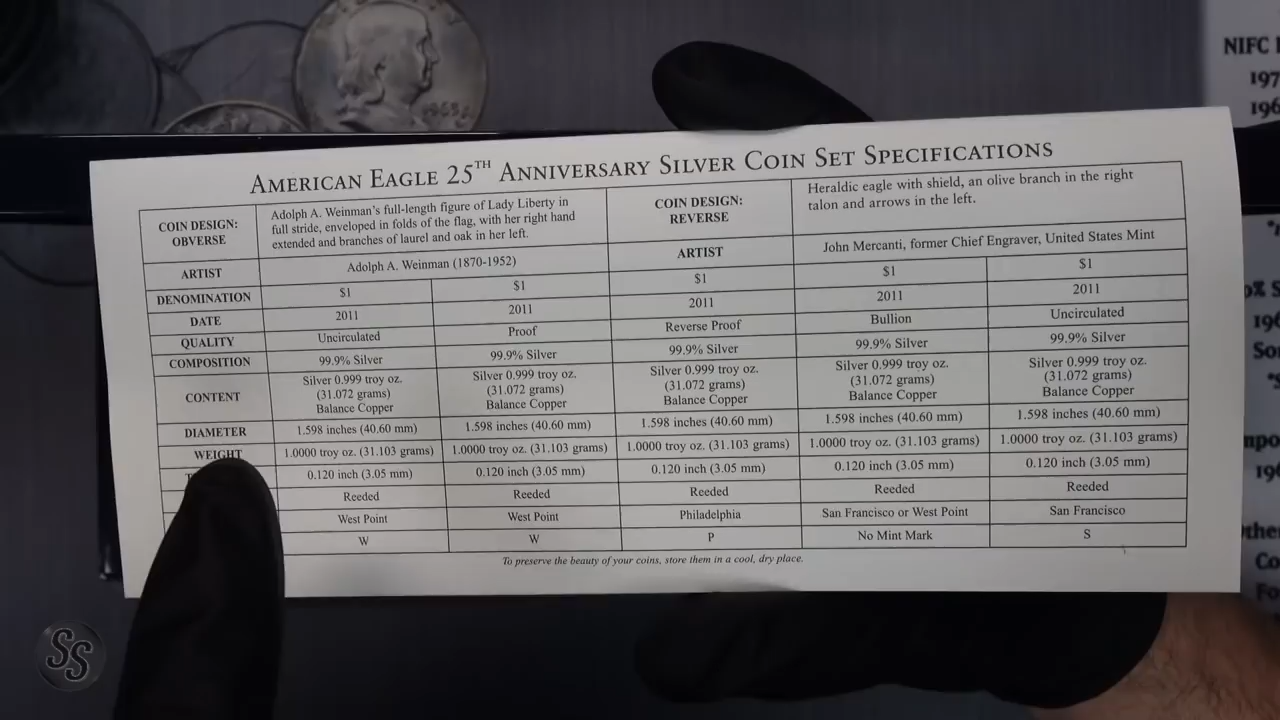 AMERICAN EAGLE 25TH ANNIVERSARY SILVER COIN SET SPECIFICATIONS
COIN DESIGN:
OBVERSE
Adolph A. Weinman's full-length figure of Lady Liberty in
full stride, enveloped in folds of the flag, with her right hand
extended and branches of laurel and oak in her left.
COIN DESIGN:
REVERSE
Heraldic eagle with shield, an olive branch in the right
talon and arrows in the left.
ARTIST
Adolph A. Weinman (1870-1952)
ARTIST
John Mercanti, former Chief Engraver, United States Mint
DENOMINATION
$1
$1
$1
$1
$1
DATE
2011
2011
2011
2011
2011
QUALITY
Uncirculated
Proof
Reverse Proof
Bullion
Uncirculated
COMPOSITION
99.9% Silver
99.9% Silver
99.9% Silver
99.9% Silver
99.9% Silver
CONTENT
Silver 0.999 troy oz.
(31.072 grams)
Balance Copper
Silver 0.999 troy oz.
(31.072 grams)
Balance Copper
Silver 0.999 troy oz.
(31.072 grams)
Balance Copper
Silver 0.999 troy oz.
(31.072 grams)
Balance Copper
Silver 0.999 troy oz.
(31.072 grams)
Balance Copper
DIAMETER
1.598 inches (40.60 mm)
1.598 inches (40.60 mm)
1.598 inches (40.60 mm)
1.598 inches (40.60 mm)
1.598 inches (40.60 mm)
WEIGHT
1.0000 troy oz. (31.103 grams)
1.0000 troy oz. (31.103 grams)
1.0000 troy oz. (31.103 grams)
1.0000 troy oz. (31.103 grams)
1.0000 troy oz. (31.103 grams)
0.120 inch (3.05 mm)
0.120 inch (3.05 mm)
0.120 inch (3.05 mm)
0.120 inch (3.05 mm)
0.120 inch (3.05 mm)
Reeded
Reeded
Reeded
Reeded
Reeded
West Point
West Point
Philadelphia
San Francisco or West Point
San Francisco
W
W
P
No Mint Mark
S
To preserve the beauty of your coins, store them in a cool, dry place.
NIFC
SS